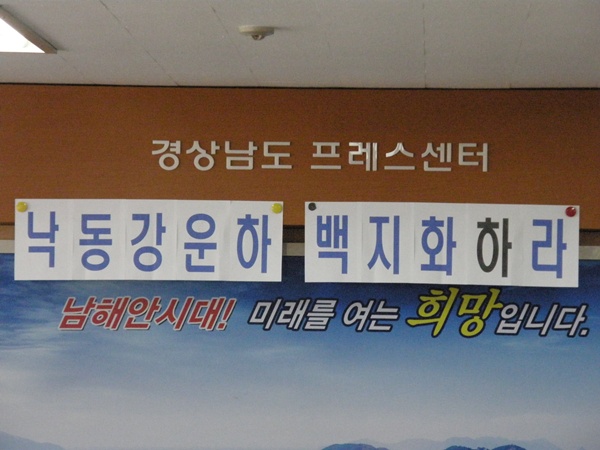 경상남도 프레스센터
낙동강운하 백지화하라
남해안시대! 미래를 여는 희망입니다.